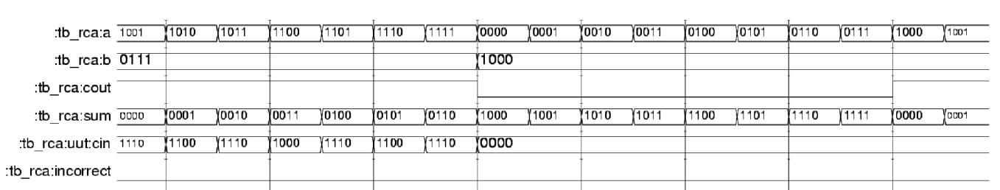 :tb_rca:a 1001 1010 1011 1100 1101 1110 1111 0000 0001 0010 0011 0100 0101 0110 0111 1000 1001
:tb_rca:b 0111 1000
:tb_rca:cout
:tb_rca:sum 0000 0001 0010 0011 0100 0101 0110 1000 1001 1010 1011 1100 1101 1110 1111 0000 0001
:tb_rca:uut:cin 1110 1100 1110 1000 1110 1100 1110 0000
:tb_rca:incorrect